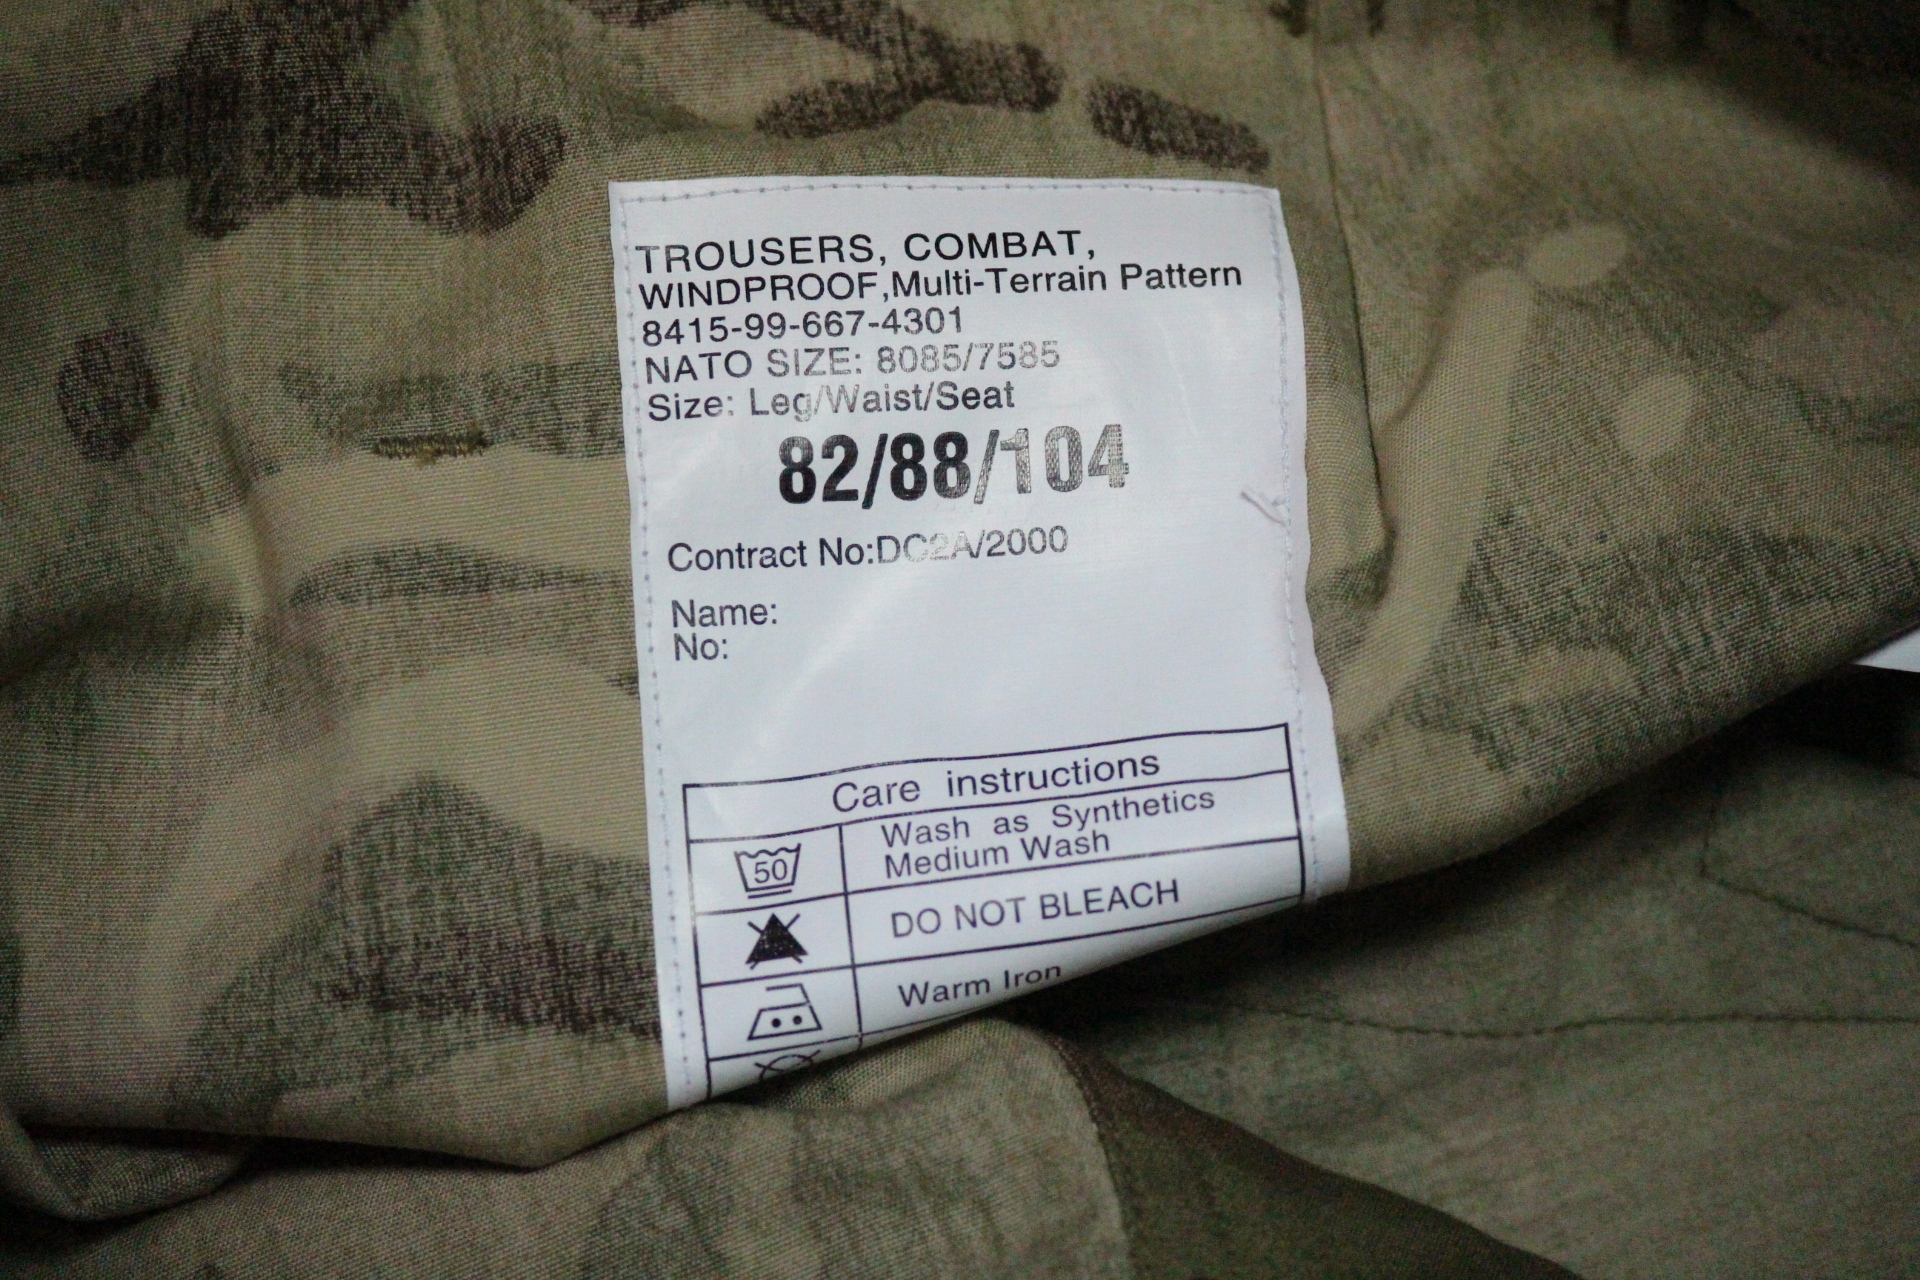 TROUSERS, COMBAT,
WINDPROOF,Multi-Terrain Pattern
8415-99-667-4301
NATO SIZE: 8085/7585
Size: Leg/Waist/Seat
82/88/104
Contract No:DC2A/2000
Name:
No:
Care instructions
50
Wash as Synthetics
Medium Wash
DO NOT BLEACH
Warm Iron